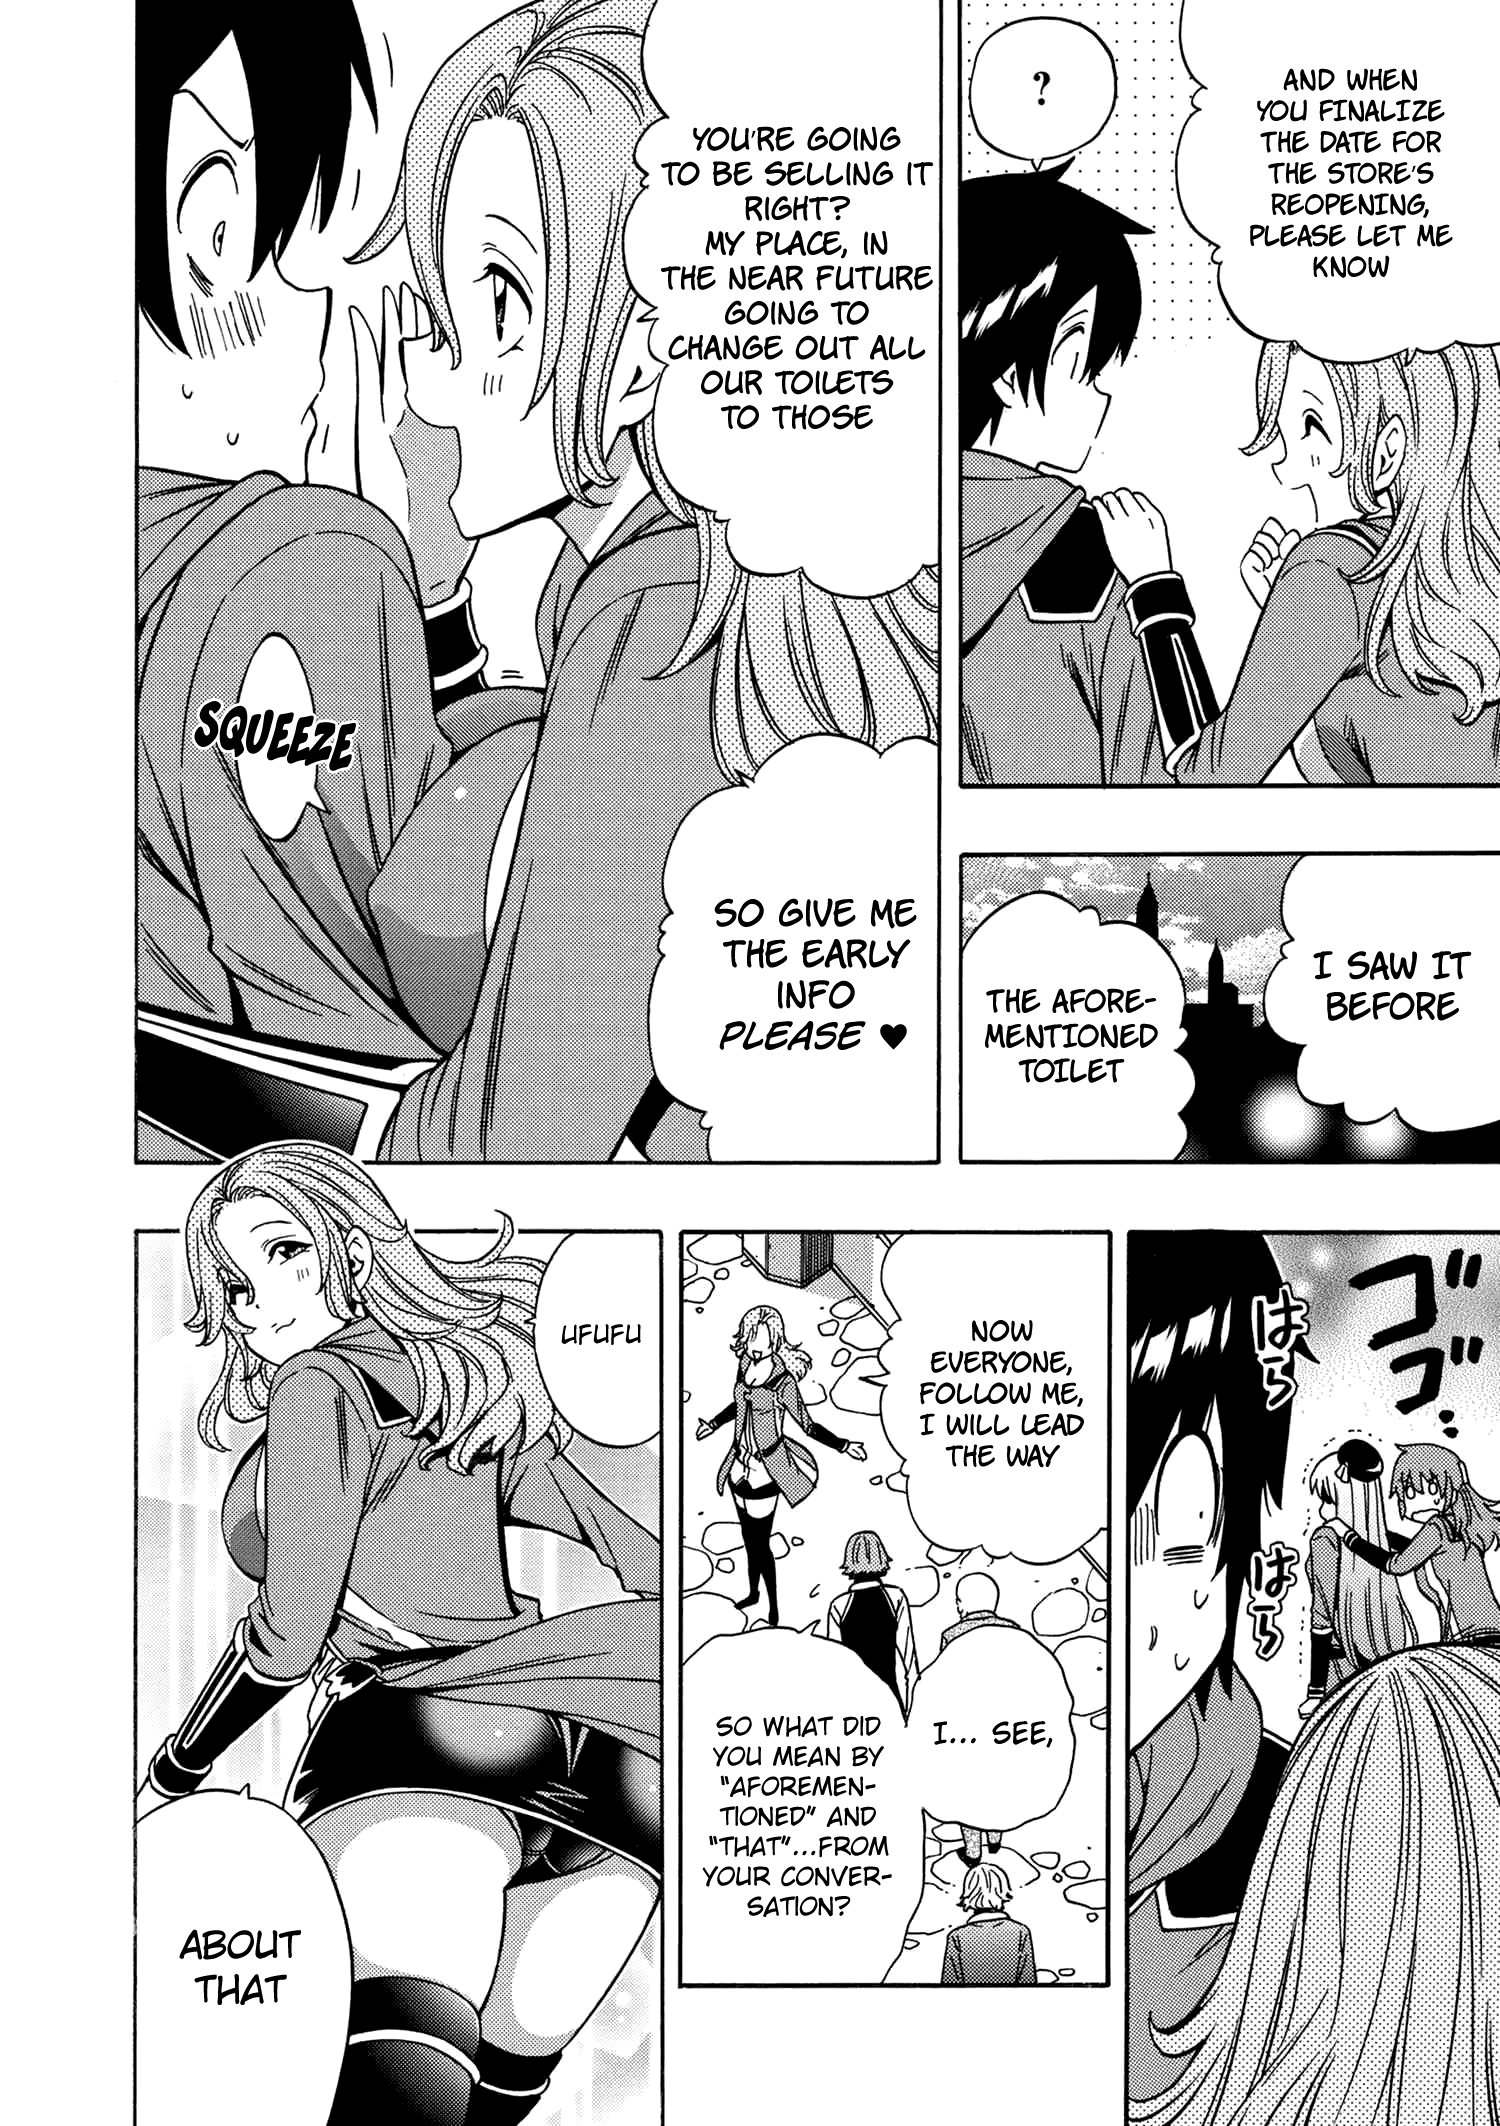 AND WHEN
YOU FINALIZE
THE DATE FOR
THE STORE'S
REOPENING,
PLEASE LET ME
KNOW
?
I SAW IT
BEFORE
THE AFORE-
MENTIONED
TOILET
YOU'RE GOING
TO BE SELLING IT
RIGHT?
MY PLACE, IN
THE NEAR FUTURE
GOING TO
CHANGE OUT ALL
OUR TOILETS
TO THOSE
SQUEEZE
SO GIVE ME
THE EARLY
INFO
PLEASE ♥
ゴゴ
はら
はら
NOW
EVERYONE,
FOLLOW ME,
I WILL LEAD
THE WAY
I... SEE,
SO WHAT DID
YOU MEAN BY
"AFOREMEN-
TIONED" AND
"THAT"...FROM
YOUR CONVER-
SATION?
UFUFU
ABOUT
THAT